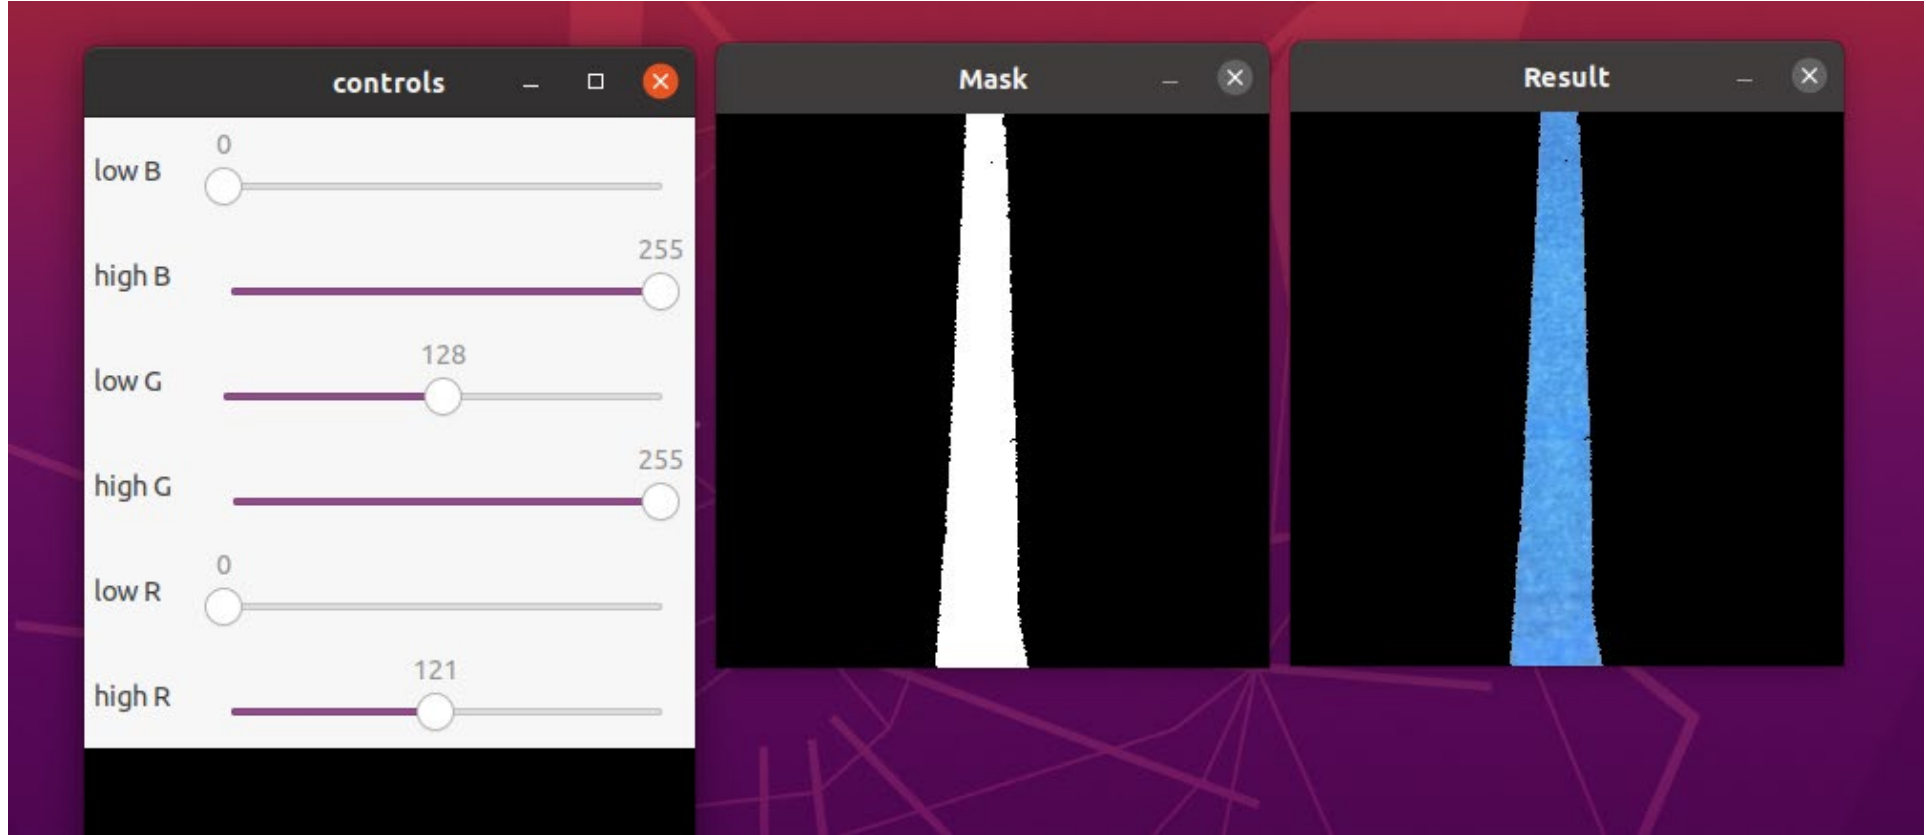 controls
0
low B
255
high B
128
low G
255
high G
0
low R
121
high R
Mask
Result